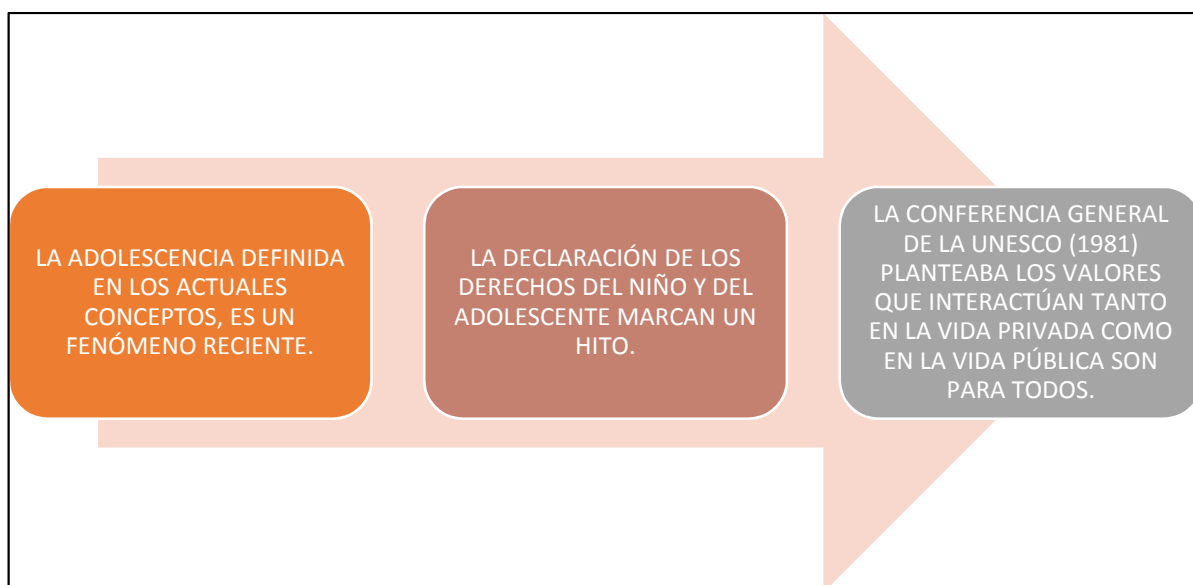 LA ADOLESCENCIA DEFINIDA
EN LOS ACTUALES
CONCEPTOS, ES UN
FENÓMENO RECIENTE.
LA DECLARACIÓN DE LOS
DERECHOS DEL NIÑO Y DEL
ADOLESCENTE MARCAN UN
HITO.
LA CONFERENCIA GENERAL
DE LA UNESCO (1981)
PLANTEABA LOS VALORES
QUE INTERACTÚAN TANTO
EN LA VIDA PRIVADA COMO
EN LA VIDA PÚBLICA SON
PARA TODOS.